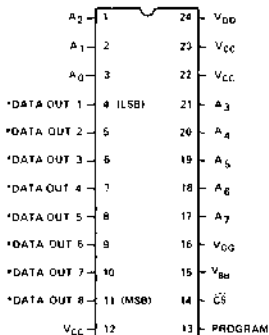 A2 1 24 VDD
A1 2 23 VCC
A0 3 22 VCC
*DATA OUT 1 4 (LSB) 21 A3
*DATA OUT 2 5 20 A4
*DATA OUT 3 6 19 A5
*DATA OUT 4 7 18 A6
*DATA OUT 5 8 17 A7
*DATA OUT 6 9 16 VGG
*DATA OUT 7 10 15 VBB
*DATA OUT 8 11 (MSB) 14 CS
VCC 12 13 PROGRAM